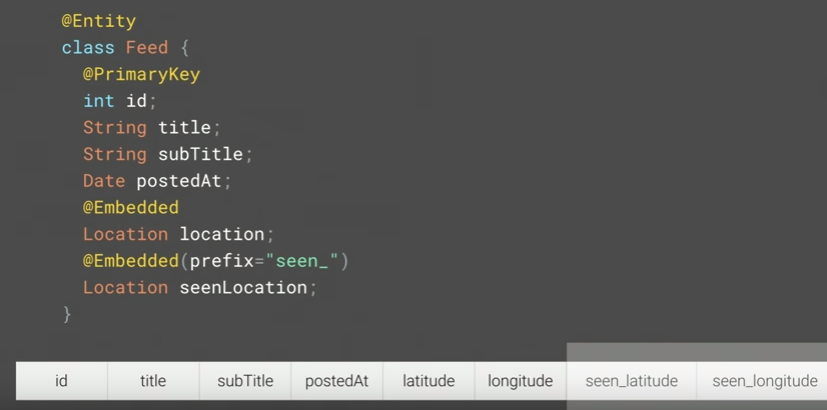 @Entity
class Feed {
@PrimaryKey
int id;
String title;
String subTitle;
Date postedAt;
@Embedded
Location location;
@Embedded(prefix="seen_")
Location seenLocation;
}
id title subTitle postedAt latitude longitude seen_latitude seen_longitude